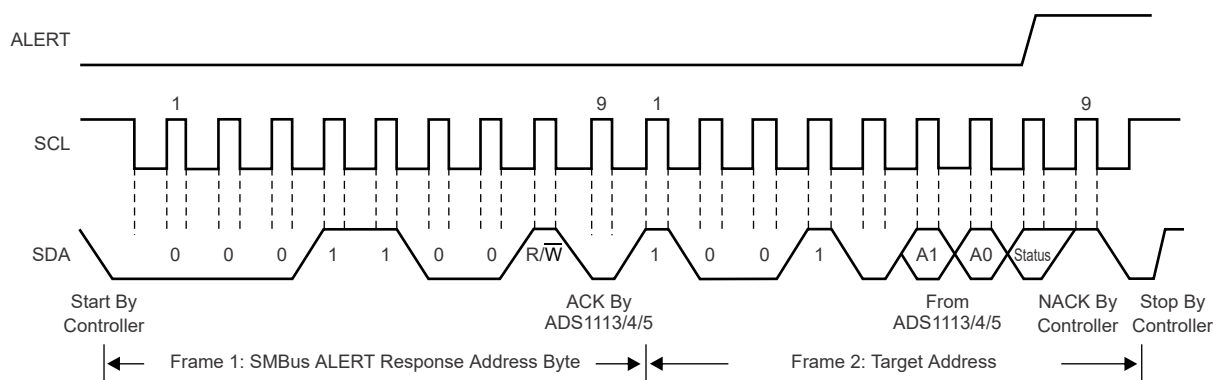 ALERT
1 9 1 9
SCL
SDA
0 0 0 1 1 0 0 R/W̅ 1 0 0 1 A1 A0 Status
Start By
Controller
ACK By
ADS1113/4/5
From
ADS1113/4/5
NACK By
Controller
Stop By
Controller
Frame 1: SMBus ALERT Response Address Byte
Frame 2: Target Address